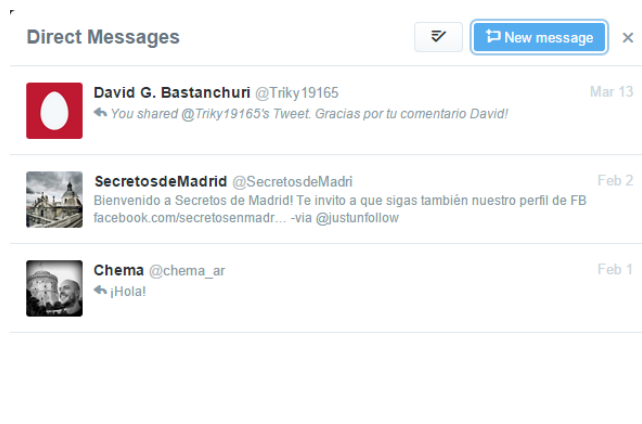 Direct Messages
New message
David G. Bastanchuri @Triky19165
Mar 13
You shared @Triky19165's Tweet. Gracias por tu comentario David!
SecretosdeMadrid @SecretosdeMadri
Feb 2
Bienvenido a Secretos de Madrid! Te invito a que sigas también nuestro perfil de FB
facebook.com/secretosenmadr... -via @justunfollow
Chema @chema_ar
Feb 1
¡Hola!